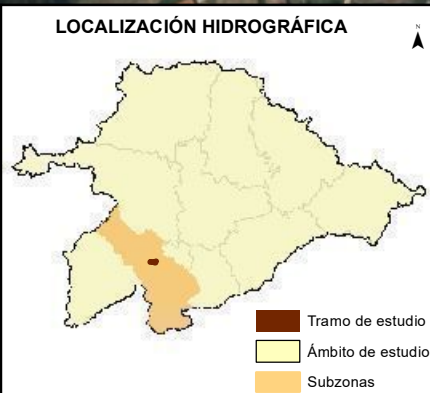 LOCALIZACIÓN HIDROGRÁFICA
N
Tramo de estudio
Ámbito de estudio
Subzonas